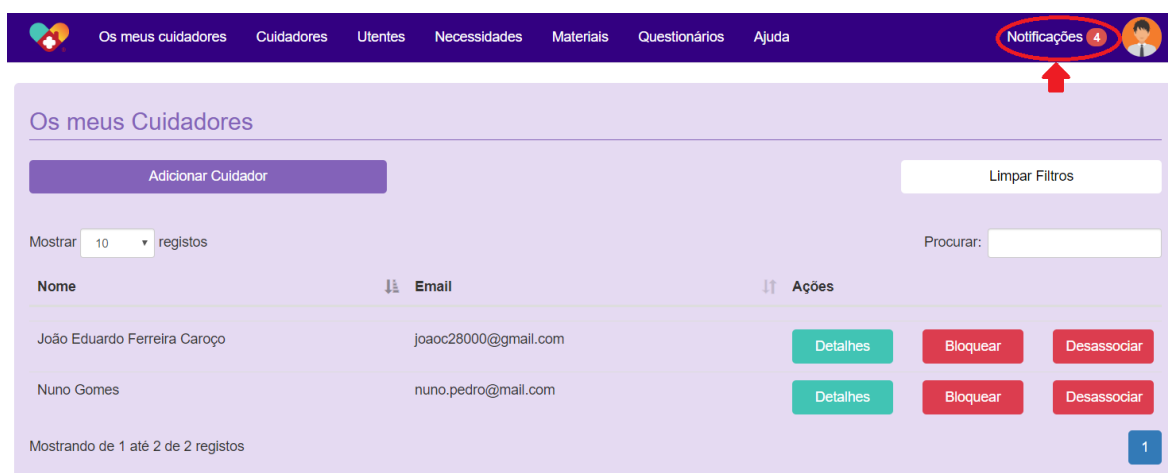 Os meus cuidadores Cuidadores Utentes Necessidades Materiais Questionários Ajuda Notificações 4
Os meus Cuidadores
Adicionar Cuidador Limpar Filtros
Mostrar 10 registos Procurar:
Nome Email Ações
João Eduardo Ferreira Caroço joaoc28000@gmail.com Detalhes Bloquear Desassociar
Nuno Gomes nuno.pedro@mail.com Detalhes Bloquear Desassociar
Mostrando de 1 até 2 de 2 registos 1